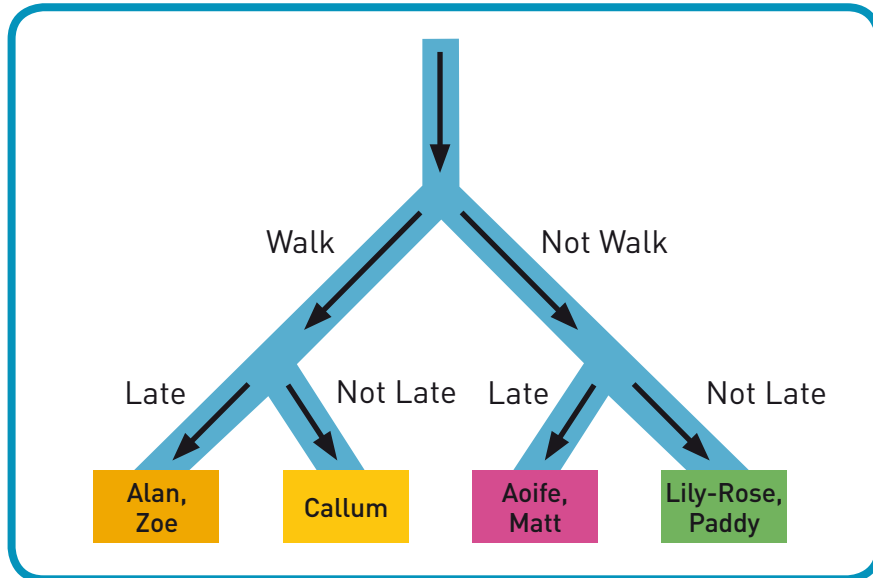 Walk
Not Walk
Late
Not Late
Late
Not Late
Alan,
Zoe
Callum
Aoife,
Matt
Lily-Rose,
Paddy